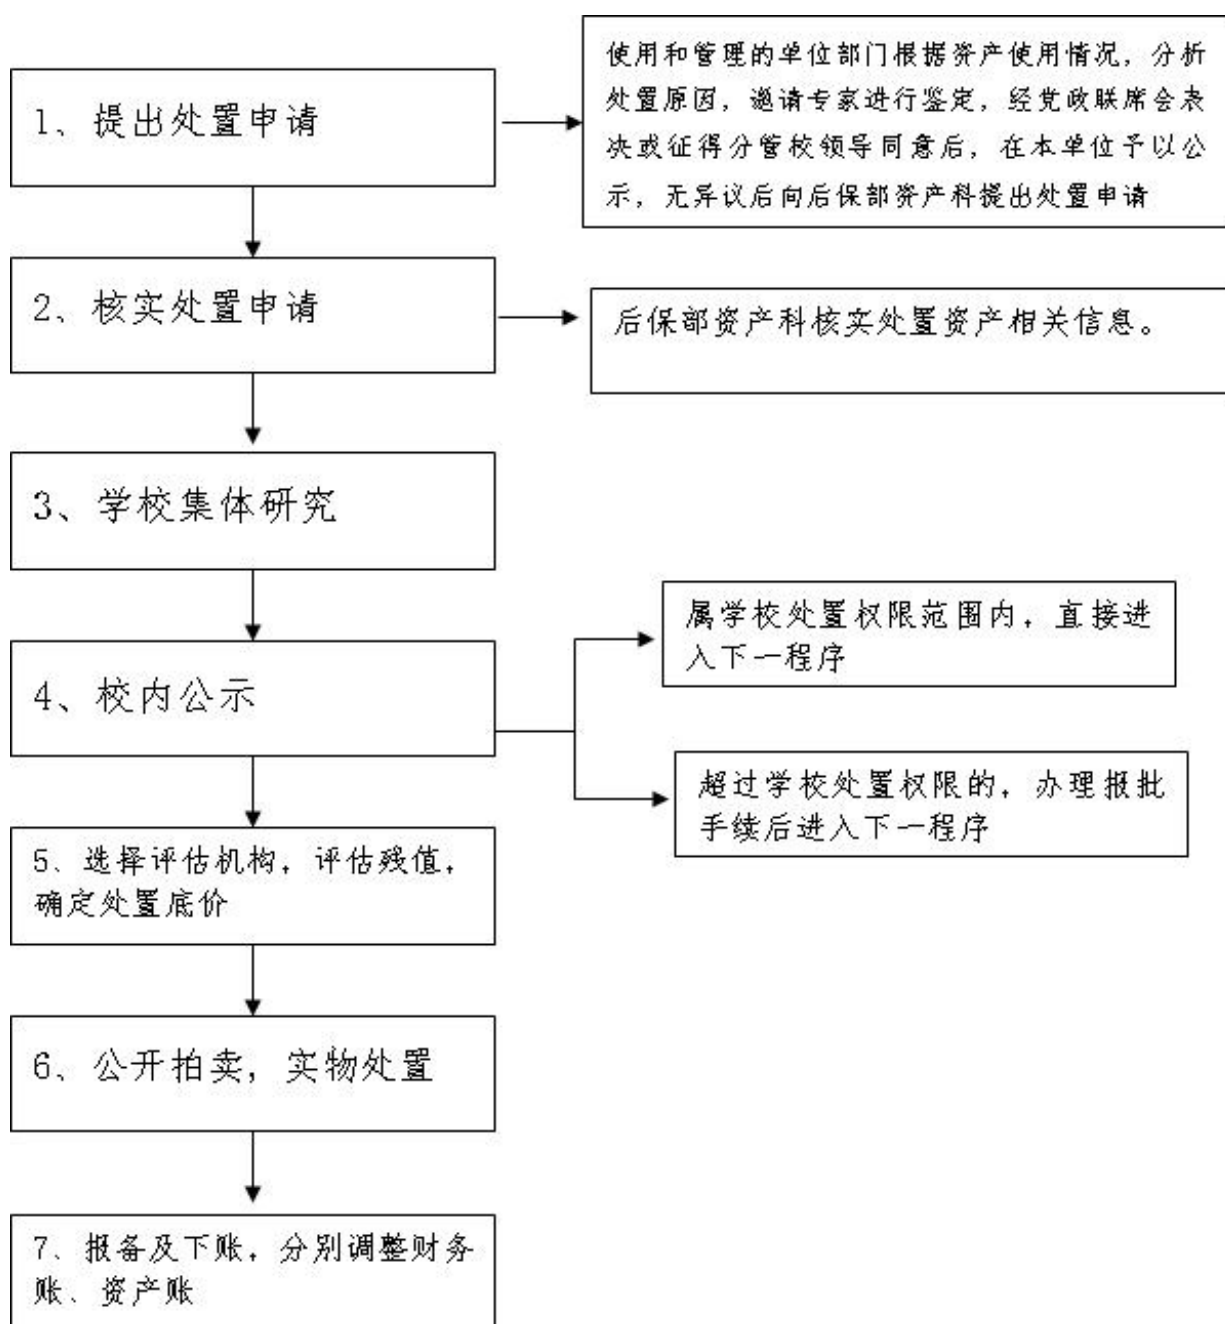 1、提出处置申请
使用和管理的单位部门根据资产使用情况，分析
处置原因，邀请专家进行鉴定，经党政联席会表
决或征得分管校领导同意后，在本单位予以公
示，无异议后向后保部资产科提出处置申请
2、核实处置申请
后保部资产科核实处置资产相关信息。
3、学校集体研究
4、校内公示
属学校处置权限范围内，直接进
入下一程序
超过学校处置权限的，办理报批
手续后进入下一程序
5、选择评估机构，评估残值，
确定处置底价
6、公开拍卖，实物处置
7、报备及下账，分别调整财务
账、资产账